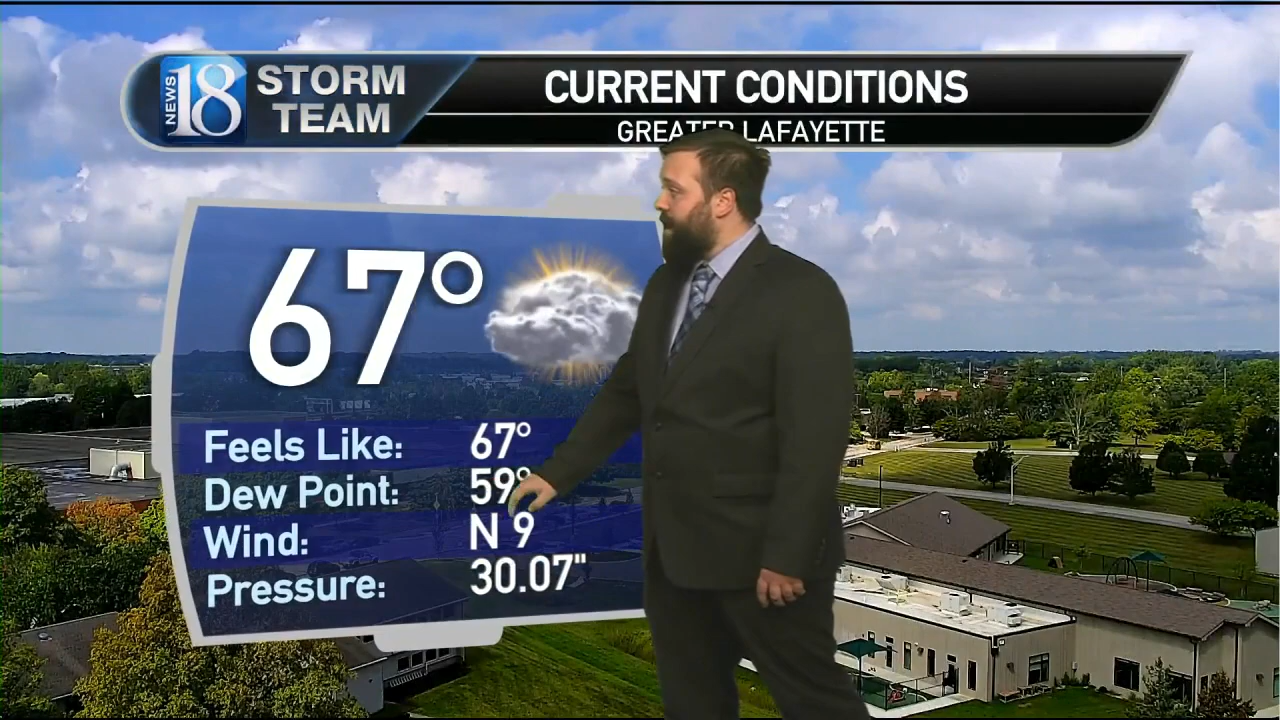 NEWS 18 STORM TEAM
CURRENT CONDITIONS
GREATER LAFAYETTE
67°
Feels Like: 67°
Dew Point: 59°
Wind: N 9
Pressure: 30.07"